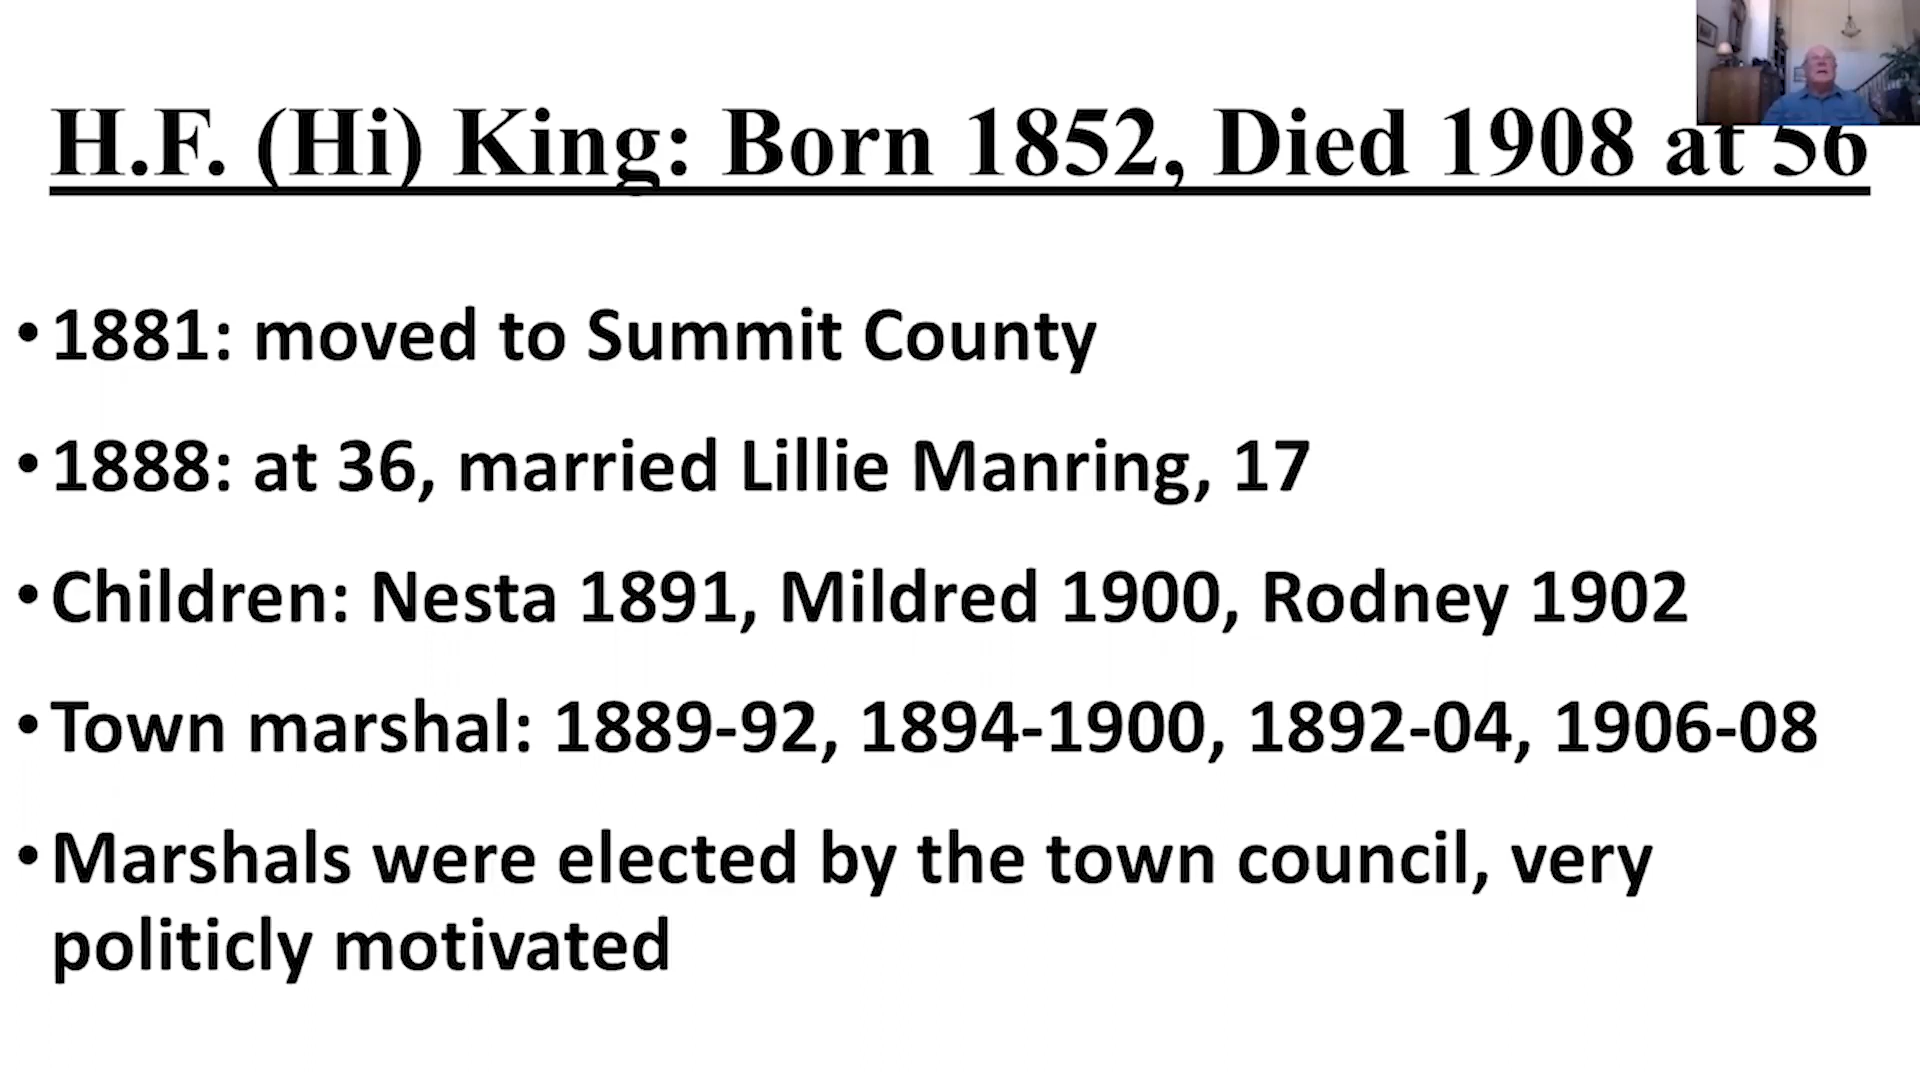 H.F. (Hi) King: Born 1852, Died 1908 at 56
• 1881: moved to Summit County
• 1888: at 36, married Lillie Manring, 17
• Children: Nesta 1891, Mildred 1900, Rodney 1902
• Town marshal: 1889-92, 1894-1900, 1892-04, 1906-08
• Marshals were elected by the town council, very
politicly motivated